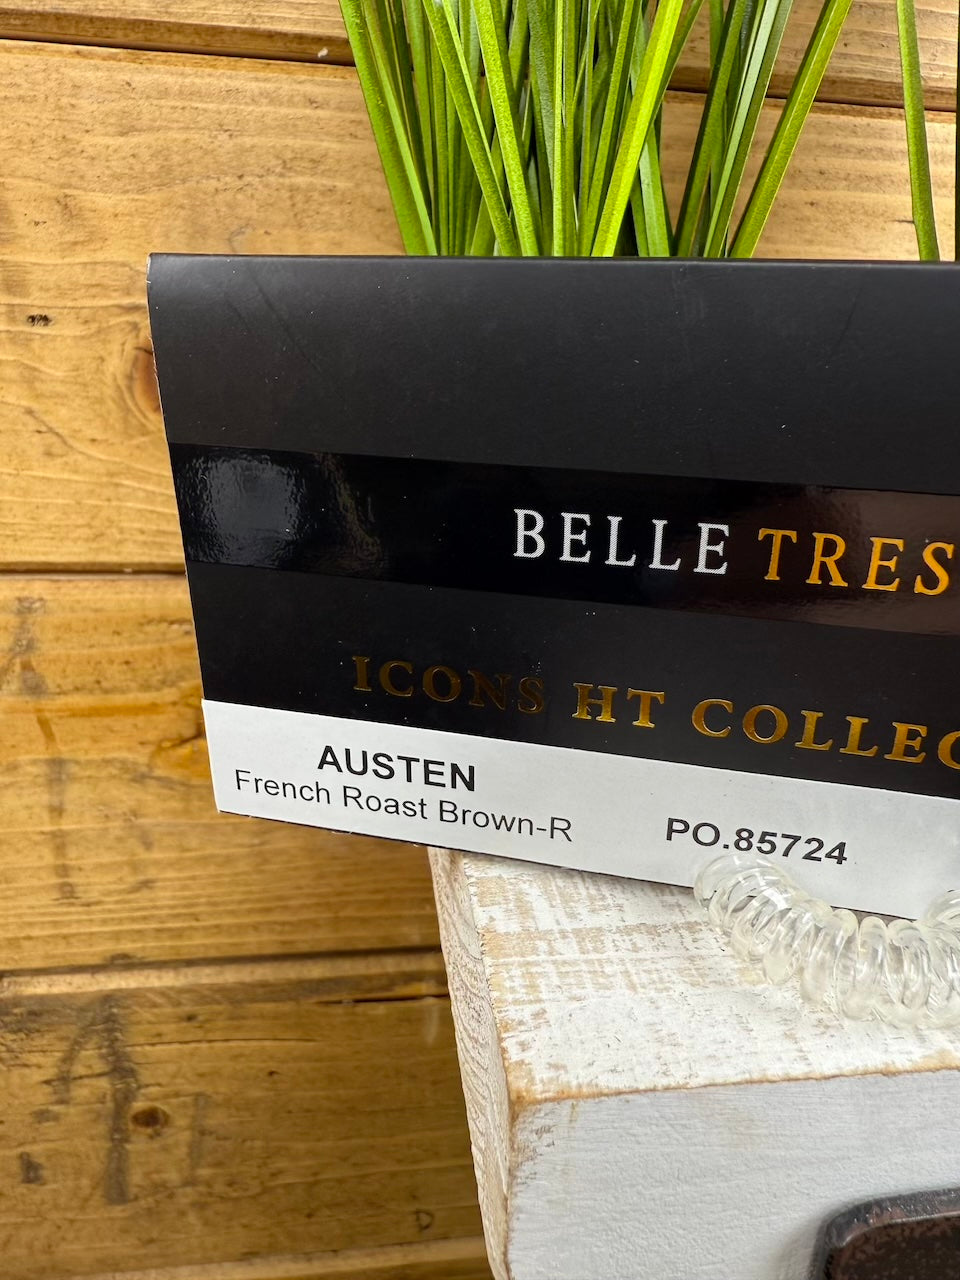 BELLE TRES
ICONS HT COLLEC
AUSTEN
French Roast Brown-R
PO.85724